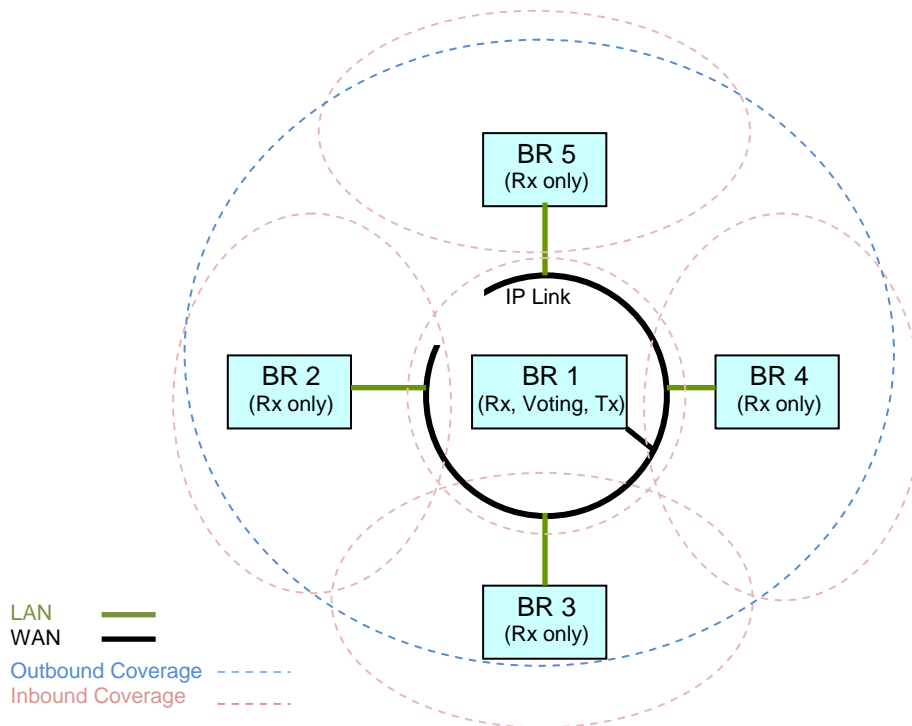 BR 5
(Rx only)
IP Link
BR 2
(Rx only)
BR 1
(Rx, Voting, Tx)
BR 4
(Rx only)
BR 3
(Rx only)
LAN
WAN
Outbound Coverage
Inbound Coverage